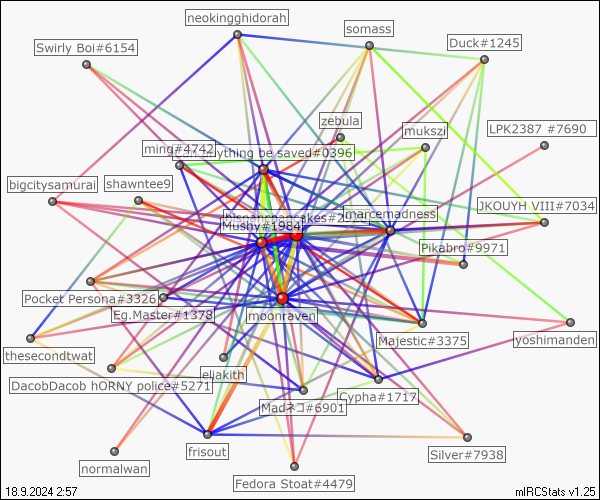 neokingghidorah
somass
Swirly Boi#6154
Duck#1245
zebula
mukszi
LPK2387 #7690
ming#4742
ything be saved#0396
bigcitysamurai
shawntee9
JKOUYH VIII#7034
marcemadness
Mushy#1984
Pikabro#9971
Pocket Persona#3326
Eg.Master#1378
moonraven
Majestic#3375
yoshimanden
thesecondtwat
eljakith
DacobDacob hORNY police#5271
Cypha#1717
Madネコ#6901
frisout
Silver#7938
normalwan
Fedora Stoat#4479
18.9.2024 2:57
mIRCStats v1.25